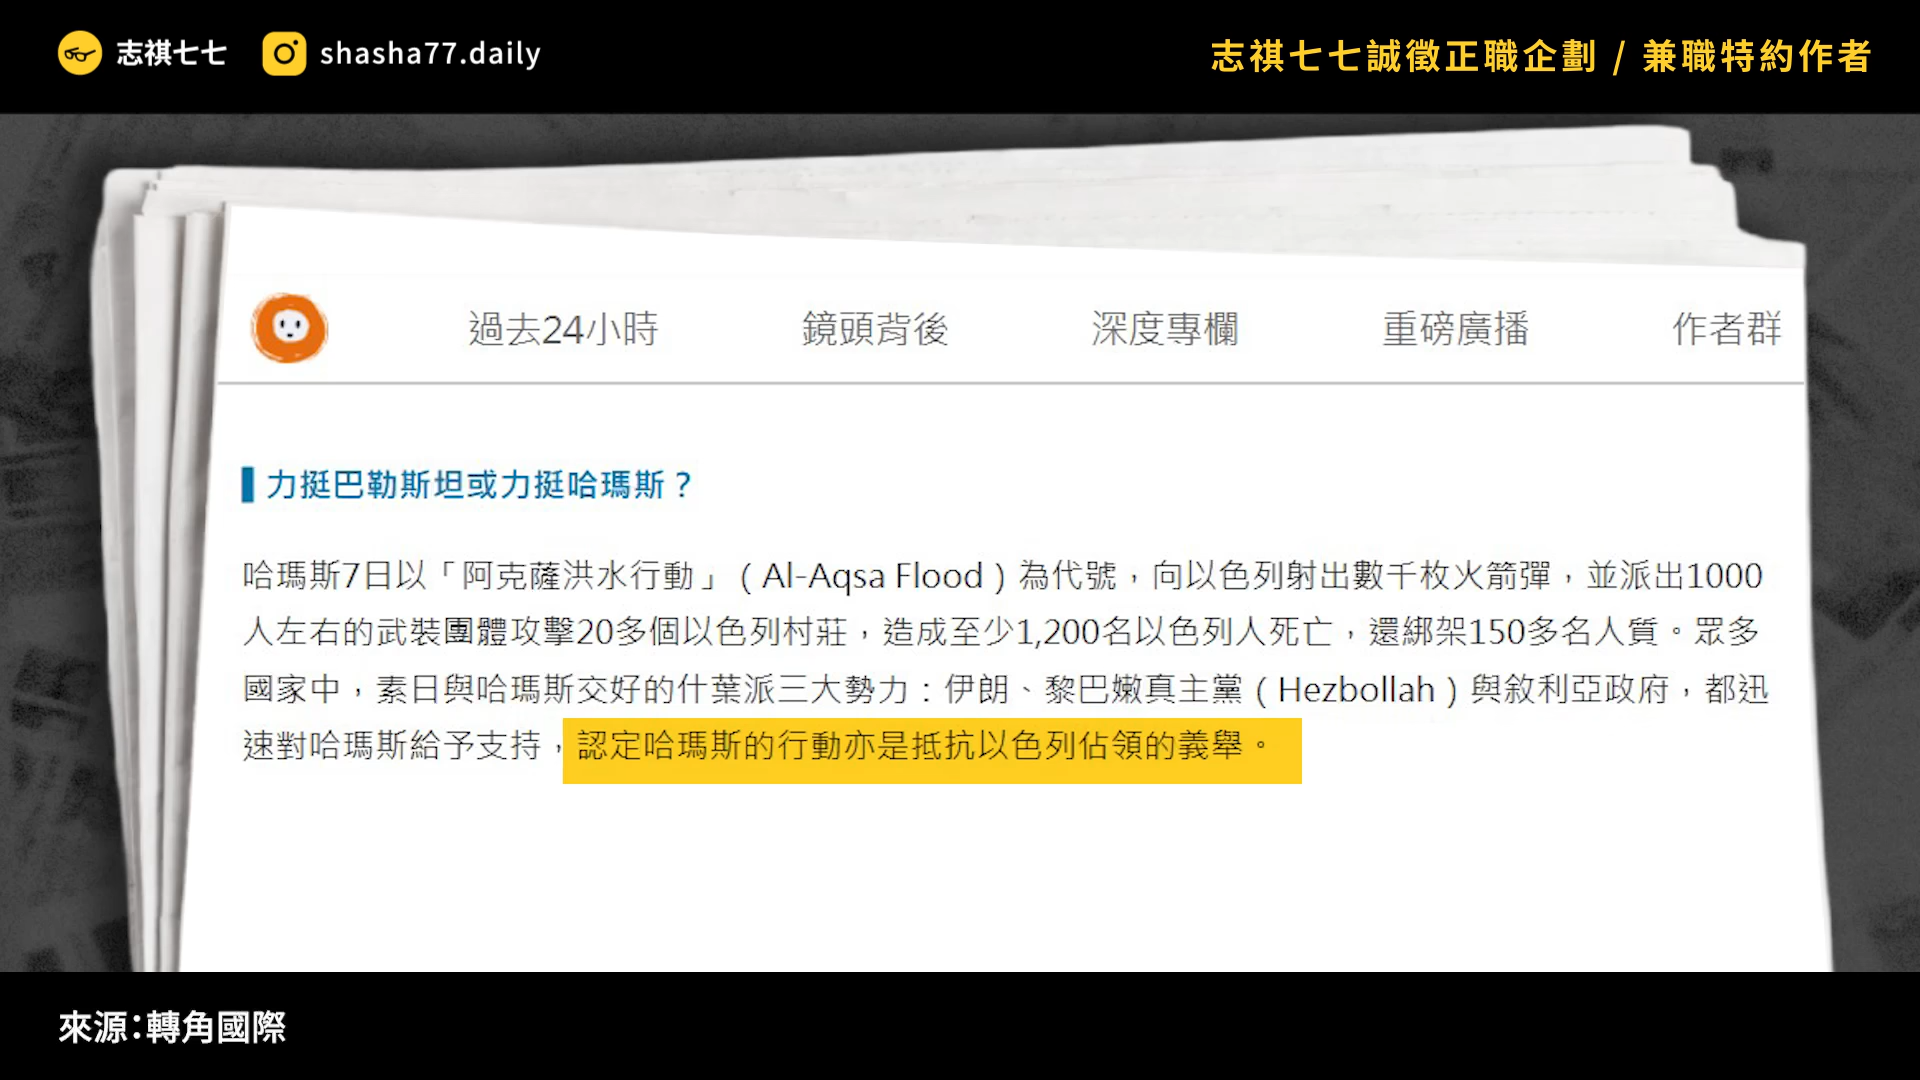 志祺七七 shasha77.daily 志祺七七誠徵正職企劃 / 兼職特約作者
過去24小時 鏡頭背後 深度專欄 重磅廣播 作者群
力挺巴勒斯坦或力挺哈瑪斯？
哈瑪斯7日以「阿克薩洪水行動」（Al-Aqsa Flood）為代號，向以色列射出數千枚火箭彈，並派出1000
人左右的武裝團體攻擊20多個以色列村莊，造成至少1,200名以色列人死亡，還綁架150多名人質。眾多
國家中，素日與哈瑪斯交好的什葉派三大勢力：伊朗、黎巴嫩真主黨（Hezbollah）與敘利亞政府，都迅
速對哈瑪斯給予支持，認定哈瑪斯的行動亦是抵抗以色列佔領的義舉。
來源：轉角國際